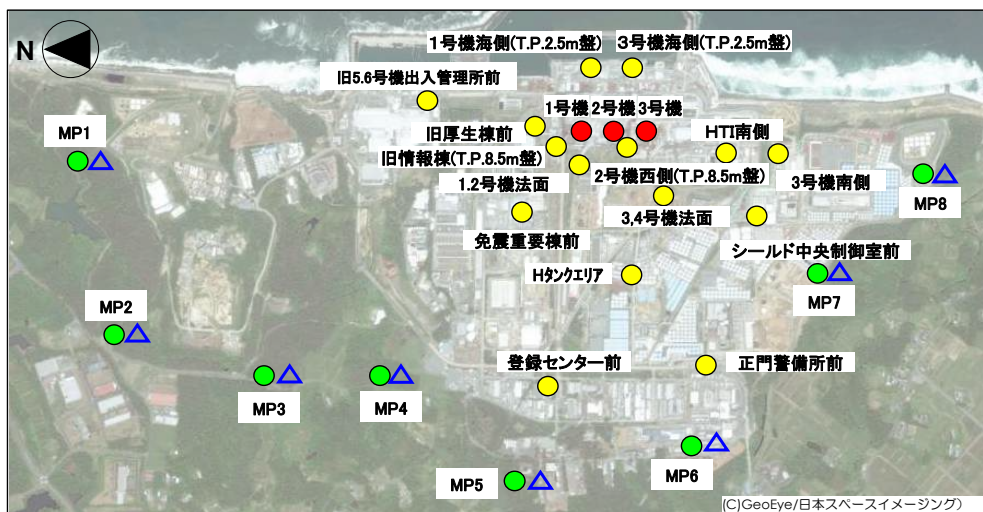 N
1号機海側(T.P.2.5m盤)
3号機海側(T.P.2.5m盤)
旧5.6号機出入管理所前
1号機 2号機 3号機
MP1
旧厚生棟前
HTI南側
旧情報棟(T.P.8.5m盤)
1.2号機法面
2号機西側(T.P.8.5m盤)
3号機南側
MP8
3,4号機法面
免震重要棟前
シールド中央制御室前
Hタンクエリア
MP7
MP2
登録センター前
正門警備所前
MP3
MP4
MP5
MP6
(C)GeoEye/日本スペースイメージング）